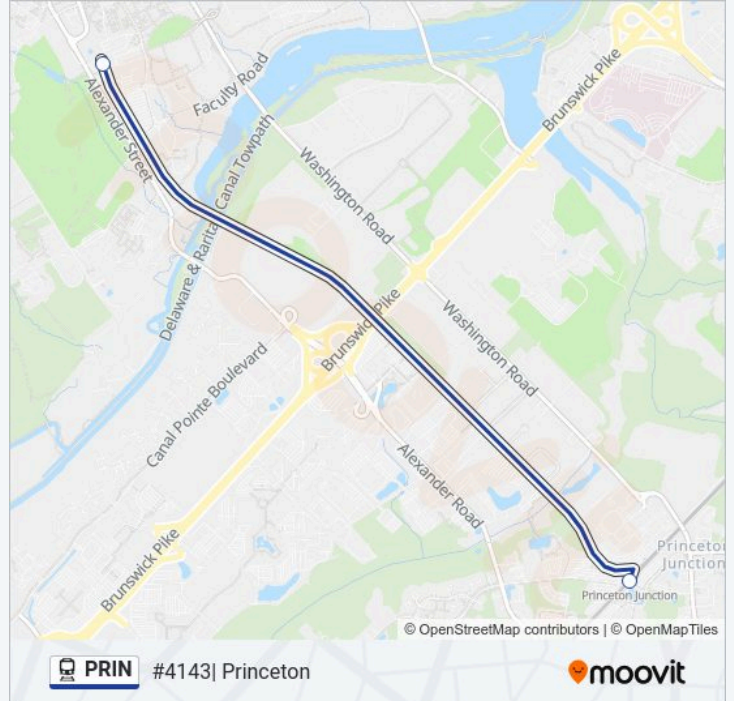 Faculty Road
Alexander Street
Brunswick Pike
Delaware & Raritan Canal Towpath
Washington Road
Brunswick Pike
Washington Road
Canal Pointe Boulevard
Alexander Road
Brunswick Pike
Princeton
Junction
Princeton Junction
© OpenStreetMap contributors | © OpenMapTiles
PRIN #4143| Princeton
moovit